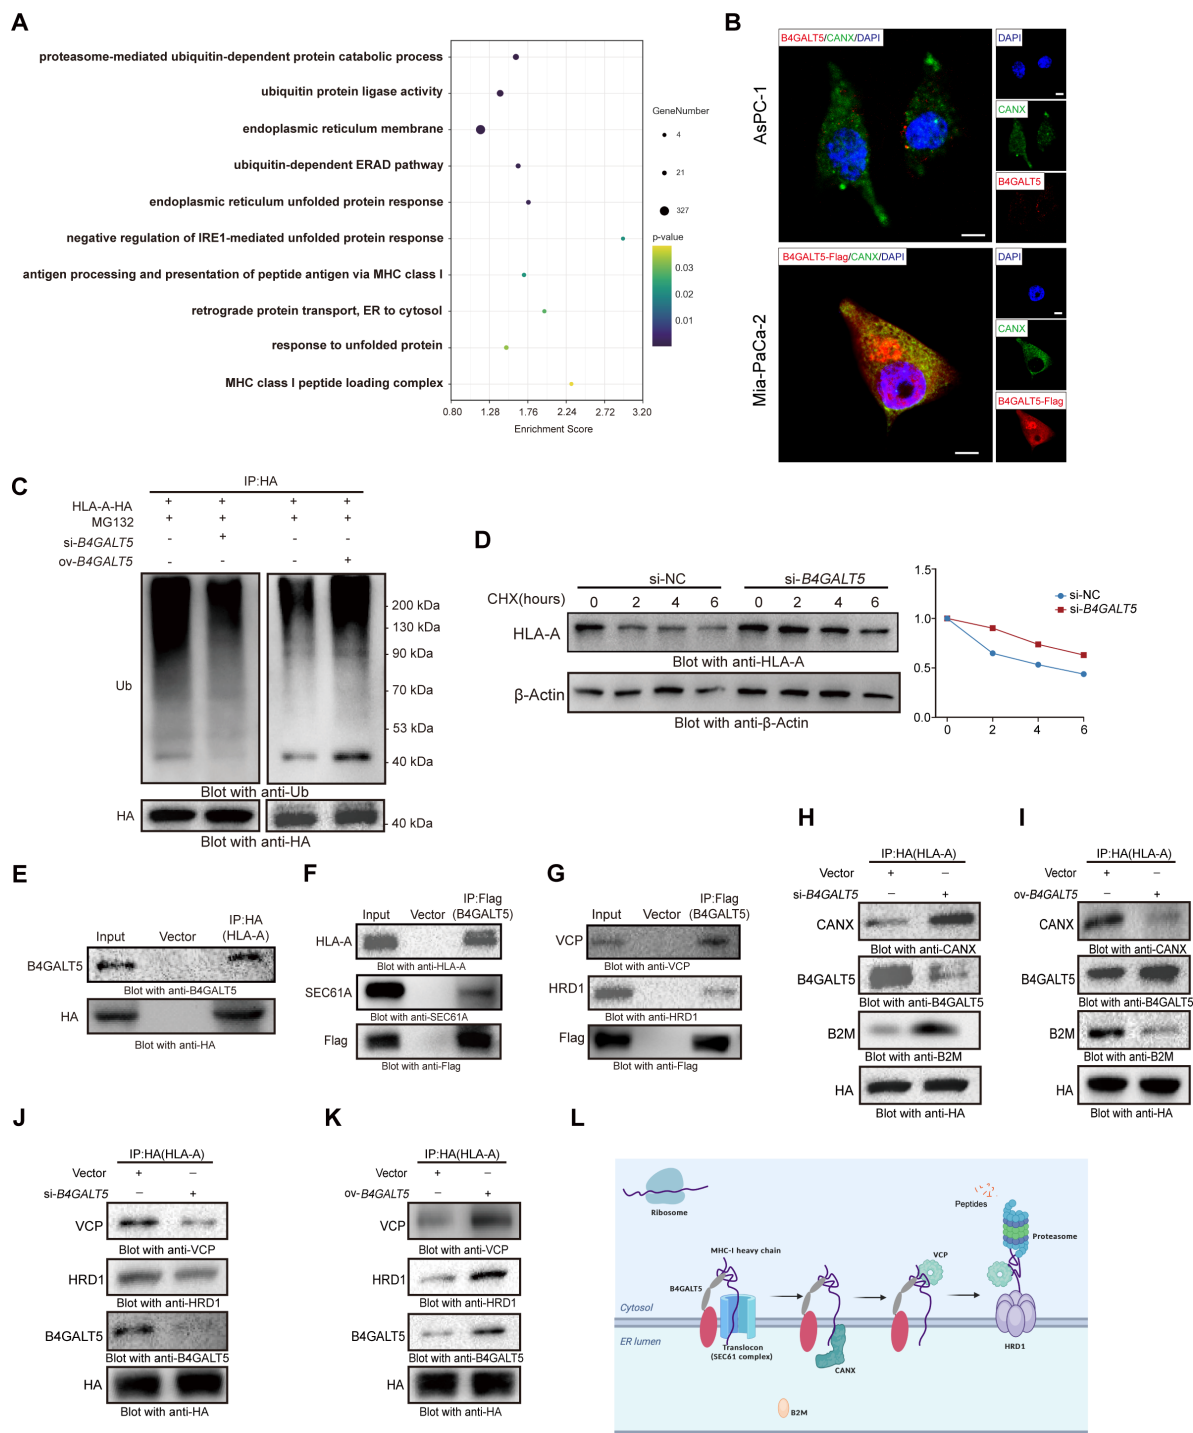 A
proteasome-mediated ubiquitin-dependent protein catabolic process
ubiquitin protein ligase activity
endoplasmic reticulum membrane
ubiquitin-dependent ERAD pathway
endoplasmic reticulum unfolded protein response
negative regulation of IRE1-mediated unfolded protein response
antigen processing and presentation of peptide antigen via MHC class I
retrograde protein transport, ER to cytosol
response to unfolded protein
MHC class I peptide loading complex
0.80 1.28 1.76 2.24 2.72 3.20
Enrichment Score
GeneNumber
4
21
327
p-value
0.03
0.02
0.01
B
AsPC-1
B4GALT5/CANX/DAPI
DAPI
CANX
B4GALT5
Mia-PaCa-2
B4GALT5-Flag/CANX/DAPI
DAPI
CANX
B4GALT5-Flag
C
IP:HA
HLA-A-HA + + + +
MG132 + + + +
si-B4GALT5 - + - -
ov-B4GALT5 - - - +
Ub
200 kDa
130 kDa
90 kDa
70 kDa
53 kDa
40 kDa
Blot with anti-Ub
HA
40 kDa
Blot with anti-HA
D
si-NC si-B4GALT5
CHX(hours) 0 2 4 6 0 2 4 6
HLA-A
Blot with anti-HLA-A
β-Actin
Blot with anti-β-Actin
1.5
1.0
0.5
0.0
0 2 4 6
si-NC
si-B4GALT5
E
Input Vector IP:HA
(HLA-A)
B4GALT5
Blot with anti-B4GALT5
HA
Blot with anti-HA
F
Input Vector IP:Flag
(B4GALT5)
HLA-A
Blot with anti-HLA-A
SEC61A
Blot with anti-SEC61A
Flag
Blot with anti-Flag
G
Input Vector IP:Flag
(B4GALT5)
VCP
Blot with anti-VCP
HRD1
Blot with anti-HRD1
Flag
Blot with anti-Flag
H
IP:HA(HLA-A)
Vector + –
si-B4GALT5 – +
CANX
Blot with anti-CANX
B4GALT5
Blot with anti-B4GALT5
B2M
Blot with anti-B2M
HA
Blot with anti-HA
I
IP:HA(HLA-A)
Vector + –
ov-B4GALT5 – +
CANX
Blot with anti-CANX
B4GALT5
Blot with anti-B4GALT5
B2M
Blot with anti-B2M
HA
Blot with anti-HA
J
IP:HA(HLA-A)
Vector + –
si-B4GALT5 – +
VCP
Blot with anti-VCP
HRD1
Blot with anti-HRD1
B4GALT5
Blot with anti-B4GALT5
HA
Blot with anti-HA
K
IP:HA(HLA-A)
Vector + –
ov-B4GALT5 – +
VCP
Blot with anti-VCP
HRD1
Blot with anti-HRD1
B4GALT5
Blot with anti-B4GALT5
HA
Blot with anti-HA
L
Ribosome
Peptides
Proteasome
MHC-I heavy chain
VCP
B4GALT5
Cytosol
ER lumen
Translocon
(SEC61 complex)
CANX
HRD1
B2M